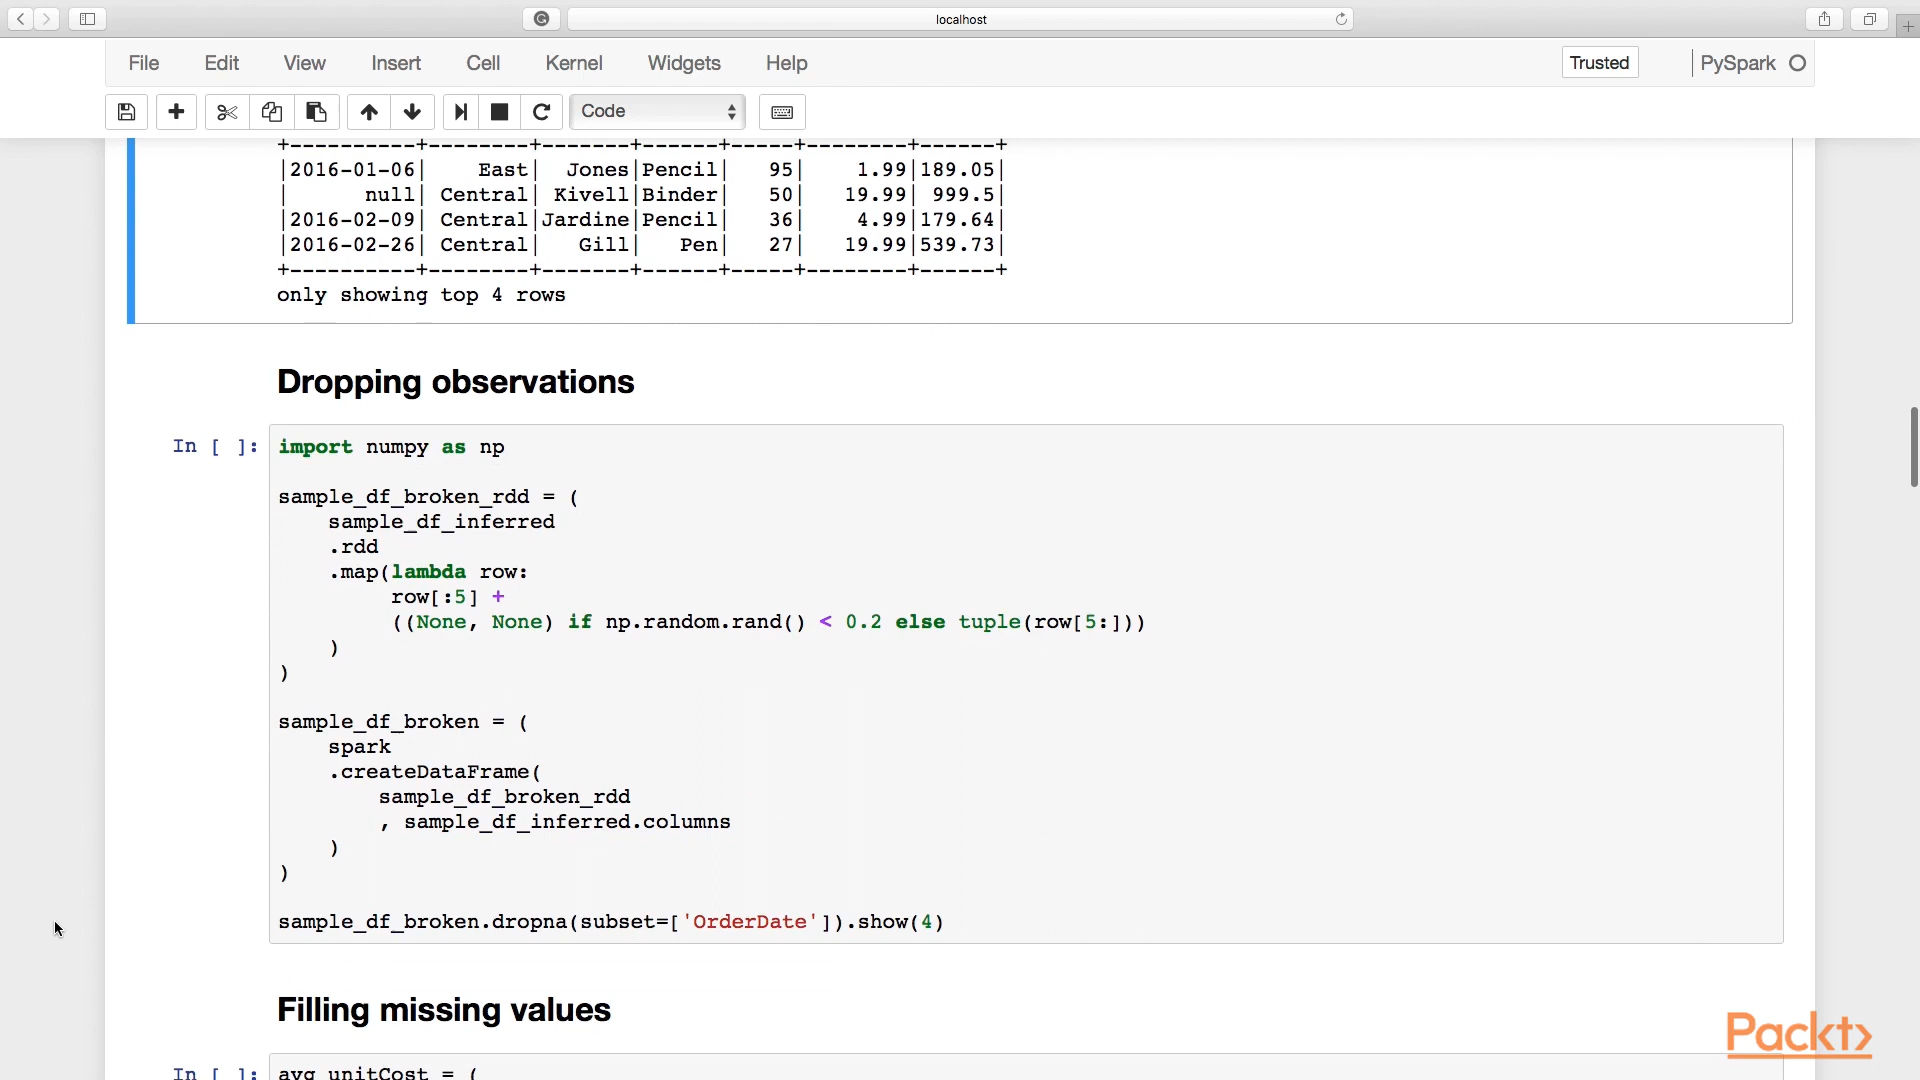 localhost
File Edit View Insert Cell Kernel Widgets Help Trusted PySpark
Code
+----------+--------+-------+------+-----+--------+------+
|2016-01-06|    East|  Jones|Pencil|   95|    1.99|189.05|
|      null| Central| Kivell|Binder|   50|   19.99| 999.5|
|2016-02-09| Central|Jardine|Pencil|   36|    4.99|179.64|
|2016-02-26| Central|   Gill|   Pen|   27|   19.99|539.73|
+----------+--------+-------+------+-----+--------+------+
only showing top 4 rows
Dropping observations
In [ ]: import numpy as np
sample_df_broken_rdd = (
    sample_df_inferred
    .rdd
    .map(lambda row:
         row[:5] +
         ((None, None) if np.random.rand() < 0.2 else tuple(row[5:]))
    )
)
sample_df_broken = (
    spark
    .createDataFrame(
        sample_df_broken_rdd
        , sample_df_inferred.columns
    )
)
sample_df_broken.dropna(subset=['OrderDate']).show(4)
Filling missing values
In [ ]: avg_unitCost = (
Packt>